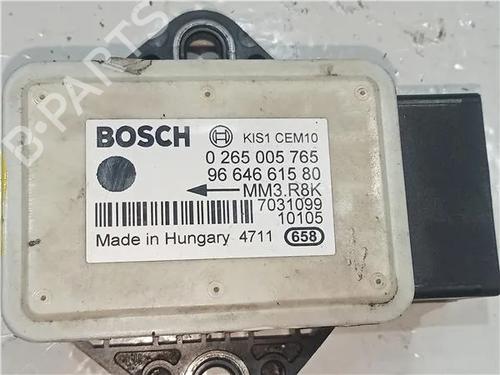 B-PARTS
BOSCH KIS1 CEM10
0 265 005 765
96 646 615 80
MM3.R8K
7031099
10105
Made in Hungary 4711 658